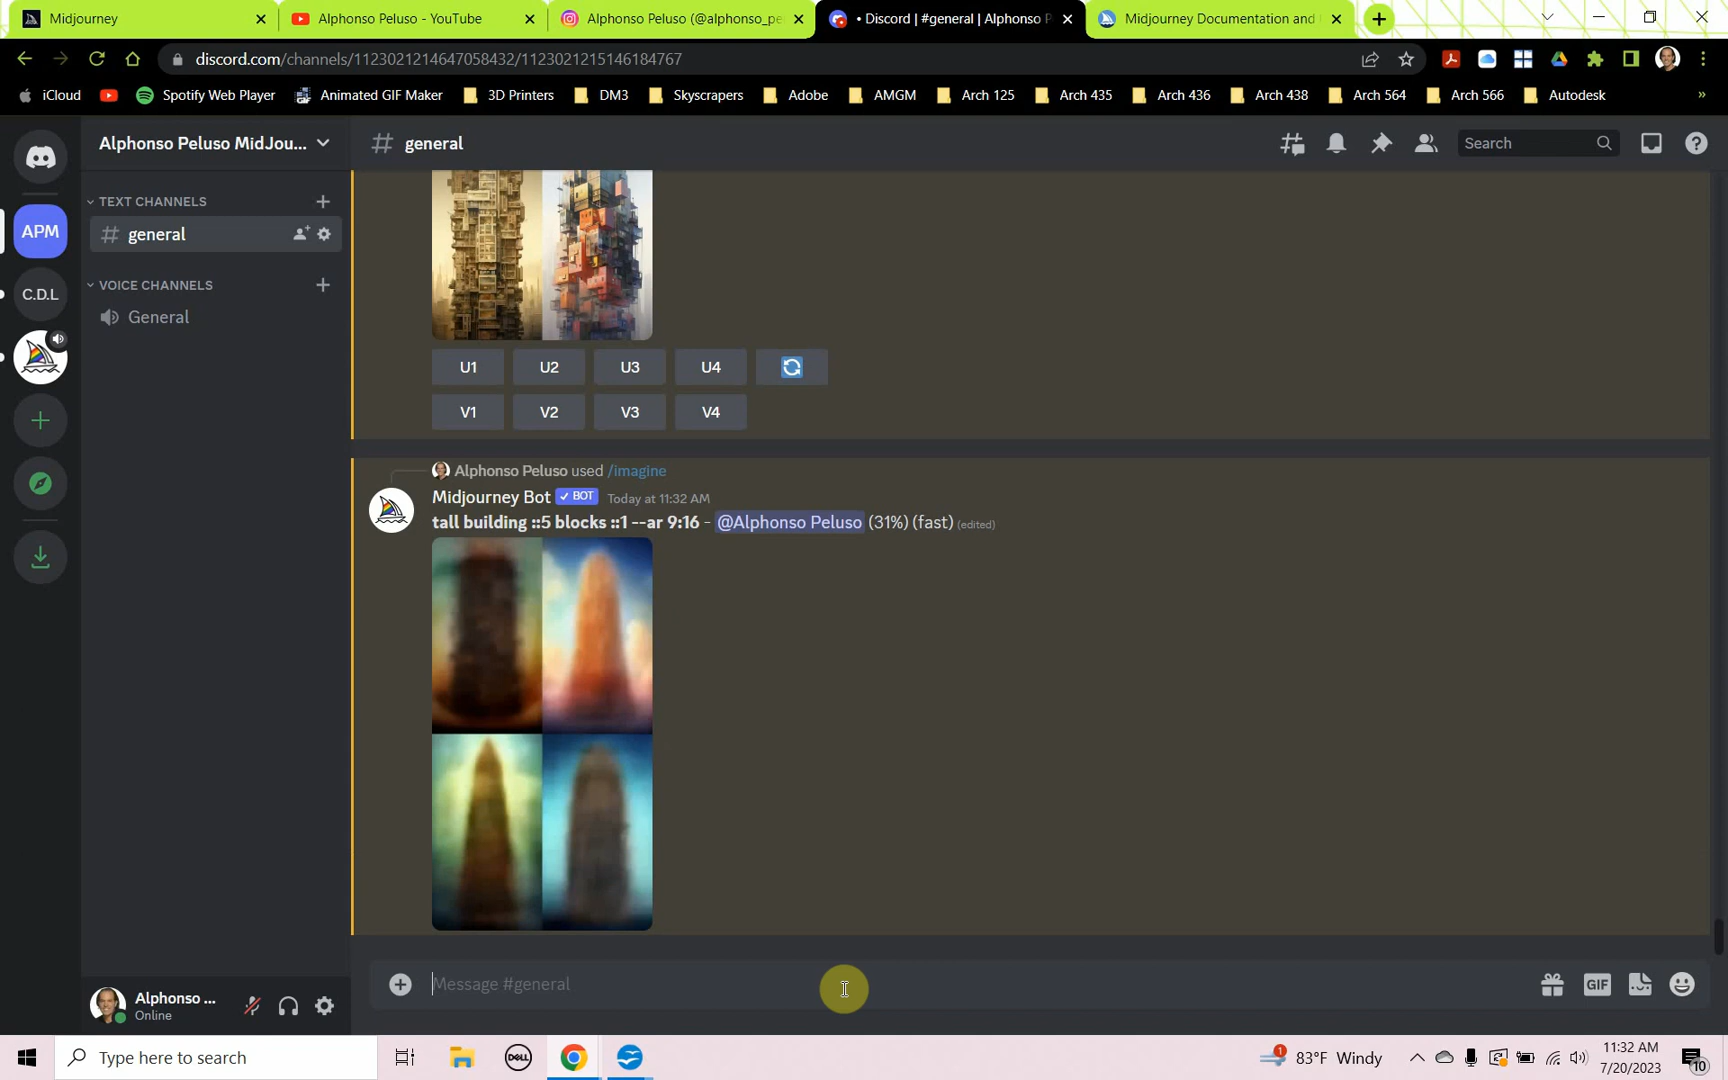 Midjourney
Alphonso Peluso - YouTube
Alphonso Peluso (@alphonso_pe
• Discord | #general | Alphonso P
Midjourney Documentation and
discord.com/channels/1123021214647058432/1123021215146184767
iCloud
Spotify Web Player
Animated GIF Maker
3D Printers
DM3
Skyscrapers
Adobe
AMGM
Arch 125
Arch 435
Arch 436
Arch 438
Arch 564
Arch 566
Autodesk
»
Alphonso Peluso MidJou...
# general
Search
TEXT CHANNELS
# general
APM
VOICE CHANNELS
General
C.D.L
U1 U2 U3 U4
V1 V2 V3 V4
Alphonso Peluso used /imagine
Midjourney Bot ✓ BOT Today at 11:32 AM
tall building ::5 blocks ::1 --ar 9:16 - @Alphonso Peluso (31%) (fast) (edited)
Message #general
GIF
Alphonso ...
Online
Type here to search
DELL
1
83°F Windy
11:32 AM
7/20/2023
10